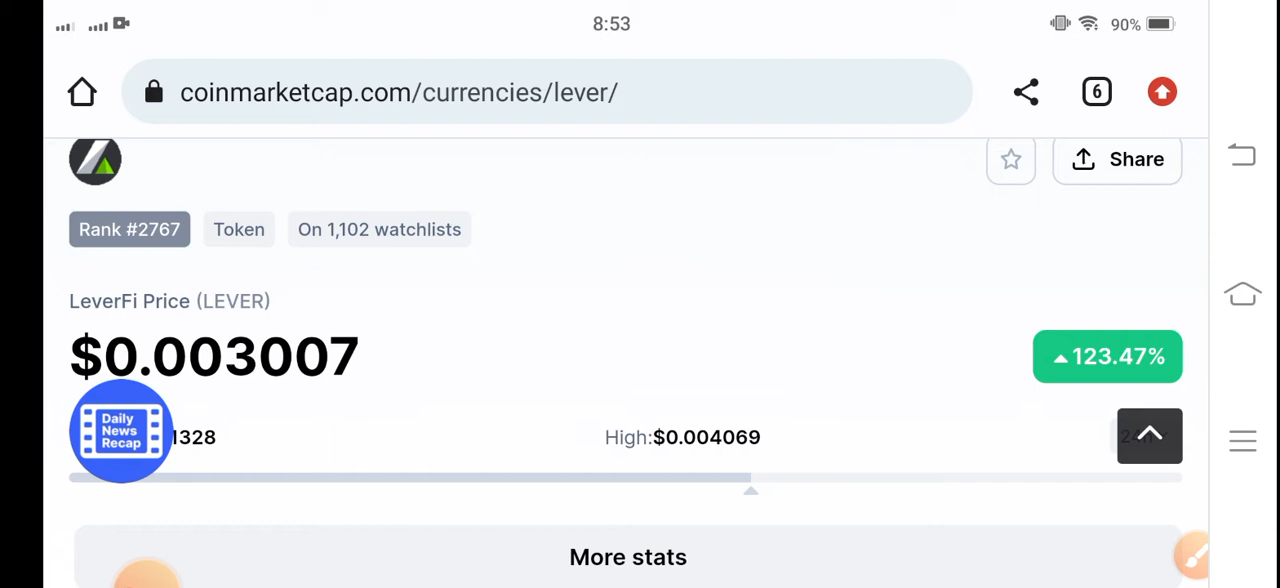 8:53
90%
coinmarketcap.com/currencies/lever/
6
Share
Rank #2767
Token
On 1,102 watchlists
LeverFi Price (LEVER)
$0.003007
123.47%
Daily
News
Recap
1328
High:$0.004069
More stats